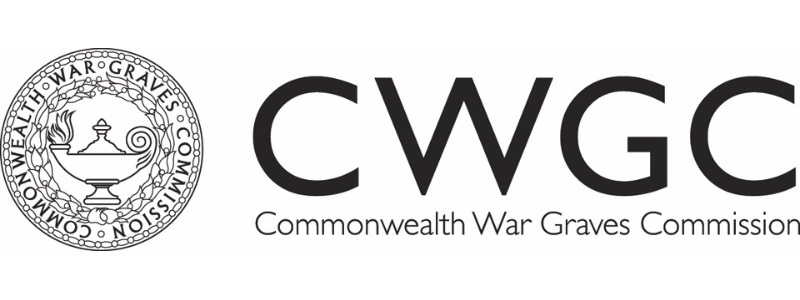 COMMONWEALTH · WAR · GRAVES · COMMISSION ·
CWGC
Commonwealth War Graves Commission